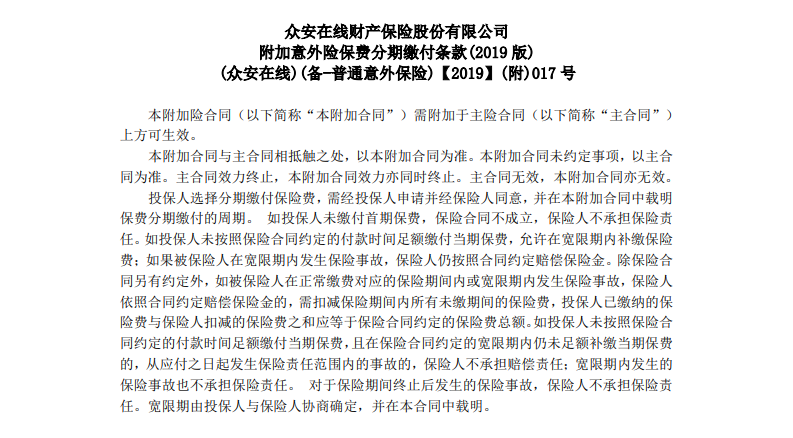 众安在线财产保险股份有限公司
附加意外险保费分期缴付条款(2019 版)
(众安在线)(备-普通意外保险)【2019】(附)017 号
本附加险合同（以下简称“本附加合同”）需附加于主险合同（以下简称“主合同”）
上方可生效。
本附加合同与主合同相抵触之处，以本附加合同为准。本附加合同未约定事项，以主合
同为准。主合同效力终止，本附加合同效力亦同时终止。主合同无效，本附加合同亦无效。
投保人选择分期缴付保险费，需经投保人申请并经保险人同意，并在本附加合同中载明
保费分期缴付的周期。 如投保人未缴付首期保费，保险合同不成立，保险人不承担保险责
任。如投保人未按照保险合同约定的付款时间足额缴付当期保费，允许在宽限期内补缴保险
费；如果被保险人在宽限期内发生保险事故，保险人仍按照合同约定赔偿保险金。除保险合
同另有约定外，如被保险人在正常缴费对应的保险期间内或宽限期内发生保险事故，保险人
依照合同约定赔偿保险金的，需扣减保险期间内所有未缴期间的保险费，投保人已缴纳的保
险费与保险人扣减的保险费之和应等于保险合同约定的保险费总额。如投保人未按照保险合
同约定的付款时间足额缴付当期保费，且在保险合同约定的宽限期内仍未足额补缴当期保费
的，从应付之日起发生保险责任范围内的事故的，保险人不承担赔偿责任；宽限期内发生的
保险事故也不承担保险责任。 对于保险期间终止后发生的保险事故，保险人不承担保险责
任。宽限期由投保人与保险人协商确定，并在本合同中载明。